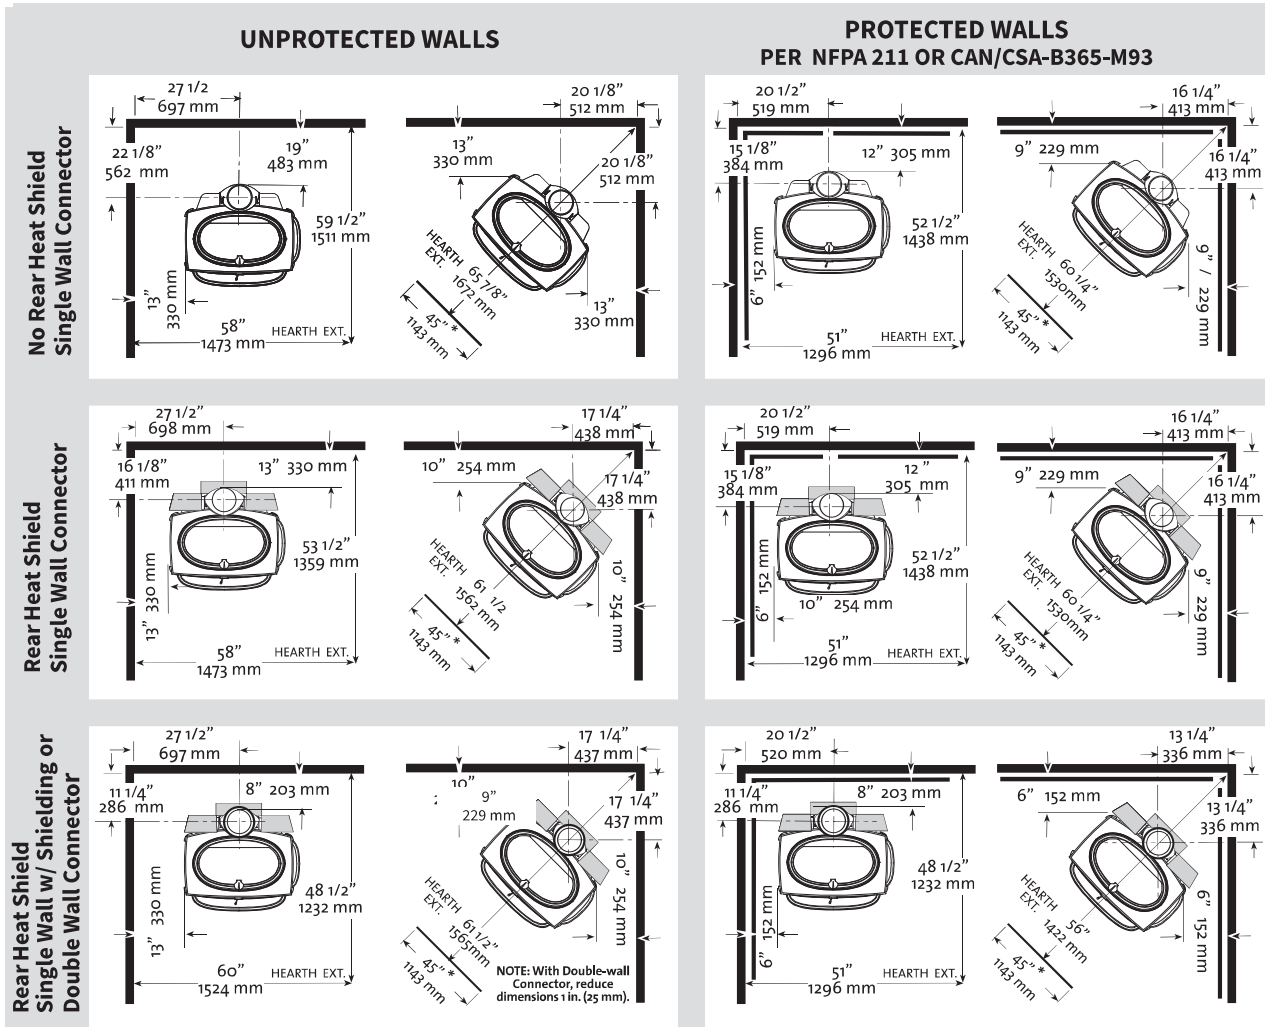 UNPROTECTED WALLS
PROTECTED WALLS
PER NFPA 211 OR CAN/CSA-B365-M93
No Rear Heat Shield
Single Wall Connector
27 1/2
697 mm
22 1/8”
562 mm
19”
483 mm
59 1/2”
1511 mm
13”
330 mm
58”
1473 mm
HEARTH EXT.
20 1/8”
512 mm
13”
330 mm
20 1/8”
512 mm
HEARTH
EXT.
65 7/8”
1672 mm
45” *
1143 mm
13”
330 mm
20 1/2”
519 mm
15 1/8”
384 mm
12” 305 mm
52 1/2”
1438 mm
6” 152 mm
51”
1296 mm
HEARTH EXT.
16 1/4”
413 mm
9” 229 mm
16 1/4”
413 mm
HEARTH
EXT.
60 1/4”
1530mm
45” *
1143 mm
9” / 229 mm
Rear Heat Shield
Single Wall Connector
27 1/2”
698 mm
16 1/8”
411 mm
13” 330 mm
53 1/2”
1359 mm
13” 330 mm
58”
1473 mm
HEARTH EXT.
17 1/4”
438 mm
10” 254 mm
17 1/4”
438 mm
HEARTH
EXT.
61 1/2
1562 mm
45” *
1143 mm
10” 254 mm
20 1/2”
519 mm
15 1/8”
384 mm
12 ”
305 mm
52 1/2”
1438 mm
6” 152 mm
10” 254 mm
51”
1296 mm
HEARTH EXT.
16 1/4”
413 mm
9” 229 mm
16 1/4”
413 mm
HEARTH
EXT.
60 1/4”
1530mm
45” *
1143 mm
9” 229 mm
Rear Heat Shield
Single Wall w/ Shielding or
Double Wall Connector
27 1/2”
697 mm
11 1/4”
286 mm
8” 203 mm
48 1/2”
1232 mm
13” 330 mm
60”
1524 mm
HEARTH EXT.
17 1/4”
437 mm
10”
9”
229 mm
17 1/4”
437 mm
HEARTH
EXT.
61 1/2”
1565mm
45” *
1143 mm
10” 254 mm
NOTE: With Double-wall
Connector, reduce
dimensions 1 in. (25 mm).
20 1/2”
520 mm
11 1/4”
286 mm
8” 203 mm
48 1/2”
1232 mm
6” 152 mm
51”
1296 mm
HEARTH EXT.
13 1/4”
336 mm
6” 152 mm
13 1/4”
336 mm
HEARTH
EXT.
56”
1422 mm
45” *
1143 mm
6” 152 mm